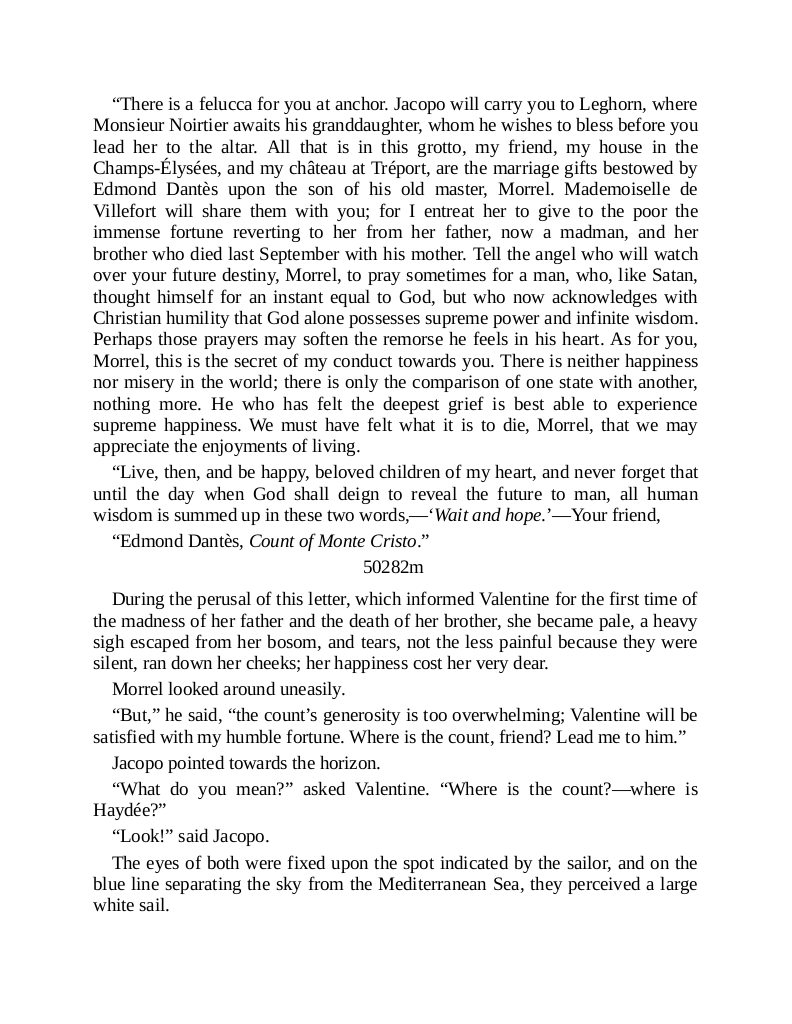 “There is a felucca for you at anchor. Jacopo will carry you to Leghorn, where
Monsieur Noirtier awaits his granddaughter, whom he wishes to bless before you
lead her to the altar. All that is in this grotto, my friend, my house in the
Champs-Élysées, and my château at Tréport, are the marriage gifts bestowed by
Edmond Dantès upon the son of his old master, Morrel. Mademoiselle de
Villefort will share them with you; for I entreat her to give to the poor the
immense fortune reverting to her from her father, now a madman, and her
brother who died last September with his mother. Tell the angel who will watch
over your future destiny, Morrel, to pray sometimes for a man, who, like Satan,
thought himself for an instant equal to God, but who now acknowledges with
Christian humility that God alone possesses supreme power and infinite wisdom.
Perhaps those prayers may soften the remorse he feels in his heart. As for you,
Morrel, this is the secret of my conduct towards you. There is neither happiness
nor misery in the world; there is only the comparison of one state with another,
nothing more. He who has felt the deepest grief is best able to experience
supreme happiness. We must have felt what it is to die, Morrel, that we may
appreciate the enjoyments of living.
“Live, then, and be happy, beloved children of my heart, and never forget that
until the day when God shall deign to reveal the future to man, all human
wisdom is summed up in these two words,—‘Wait and hope.’—Your friend,
“Edmond Dantès, Count of Monte Cristo.”
50282m
During the perusal of this letter, which informed Valentine for the first time of
the madness of her father and the death of her brother, she became pale, a heavy
sigh escaped from her bosom, and tears, not the less painful because they were
silent, ran down her cheeks; her happiness cost her very dear.
Morrel looked around uneasily.
“But,” he said, “the count’s generosity is too overwhelming; Valentine will be
satisfied with my humble fortune. Where is the count, friend? Lead me to him.”
Jacopo pointed towards the horizon.
“What do you mean?” asked Valentine. “Where is the count?—where is
Haydée?”
“Look!” said Jacopo.
The eyes of both were fixed upon the spot indicated by the sailor, and on the
blue line separating the sky from the Mediterranean Sea, they perceived a large
white sail.